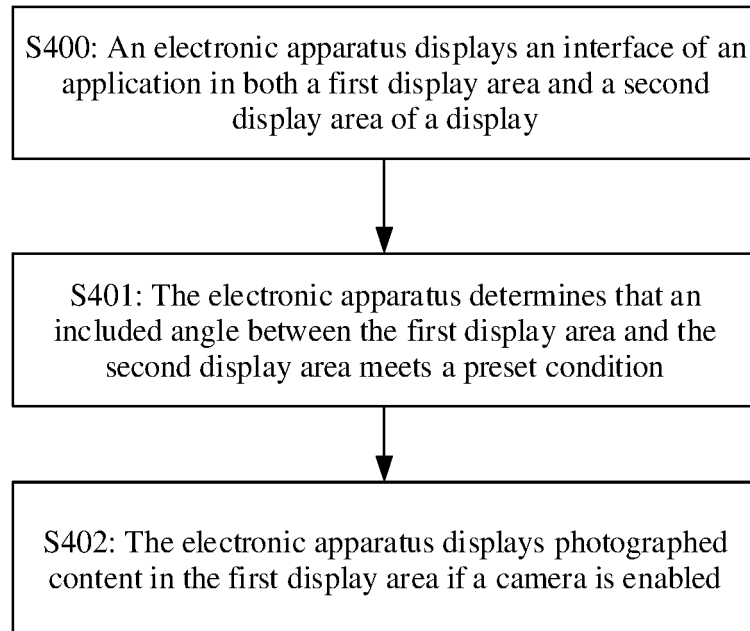 S400: An electronic apparatus displays an interface of an
application in both a first display area and a second
display area of a display
S401: The electronic apparatus determines that an
included angle between the first display area and the
second display area meets a preset condition
S402: The electronic apparatus displays photographed
content in the first display area if a camera is enabled